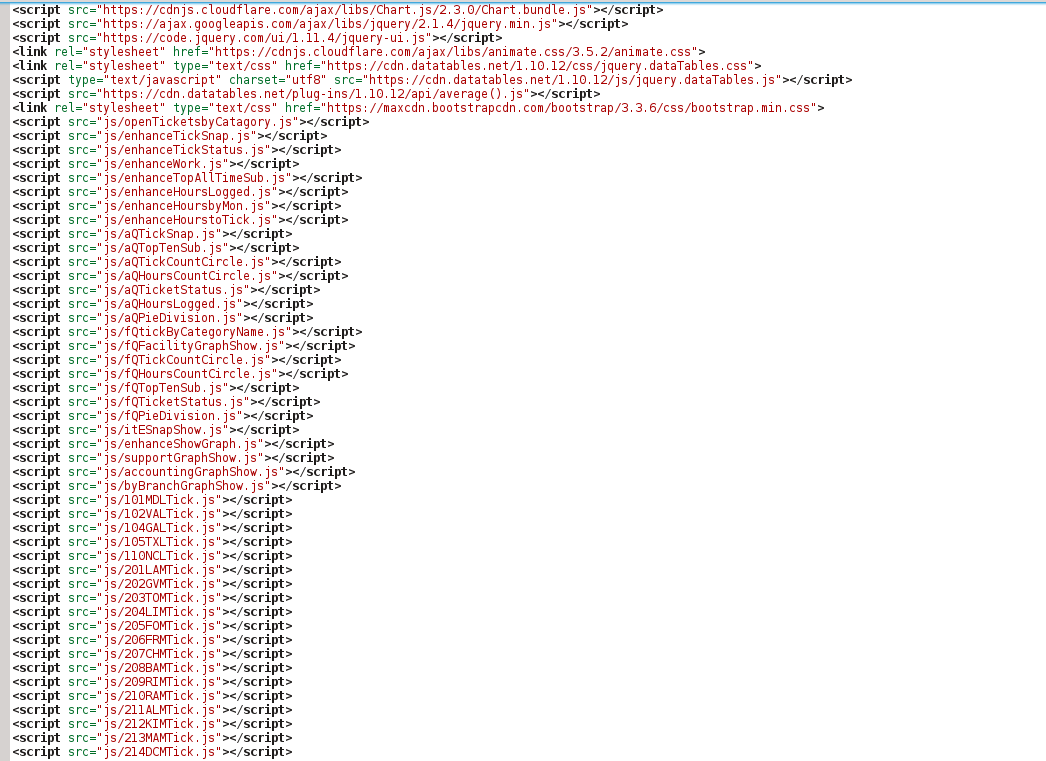 <script src="https://cdnjs.cloudflare.com/ajax/libs/Chart.js/2.3.0/Chart.bundle.js"></script>
<script src="https://ajax.googleapis.com/ajax/libs/jquery/2.1.4/jquery.min.js"></script>
<script src="https://code.jquery.com/ui/1.11.4/jquery-ui.js"></script>
<link rel="stylesheet" href="https://cdnjs.cloudflare.com/ajax/libs/animate.css/3.5.2/animate.css">
<link rel="stylesheet" type="text/css" href="https://cdn.datatables.net/1.10.12/css/jquery.dataTables.css">
<script type="text/javascript" charset="utf8" src="https://cdn.datatables.net/1.10.12/js/jquery.dataTables.js"></script>
<script src="https://cdn.datatables.net/plug-ins/1.10.12/api/average().js"></script>
<link rel="stylesheet" type="text/css" href="https://maxcdn.bootstrapcdn.com/bootstrap/3.3.6/css/bootstrap.min.css">
<script src="js/openTicketsbyCatagory.js"></script>
<script src="js/enhanceTickSnap.js"></script>
<script src="js/enhanceTickStatus.js"></script>
<script src="js/enhanceWork.js"></script>
<script src="js/enhanceTopAllTimeSub.js"></script>
<script src="js/enhanceHoursLogged.js"></script>
<script src="js/enhanceHoursbyMon.js"></script>
<script src="js/enhanceHourstoTick.js"></script>
<script src="js/aQTickSnap.js"></script>
<script src="js/aQTopTenSub.js"></script>
<script src="js/aQTickCountCircle.js"></script>
<script src="js/aQHoursCountCircle.js"></script>
<script src="js/aQTicketStatus.js"></script>
<script src="js/aQHoursLogged.js"></script>
<script src="js/aQPieDivision.js"></script>
<script src="js/fQtickByCategoryName.js"></script>
<script src="js/fQFacilityGraphShow.js"></script>
<script src="js/fQTickCountCircle.js"></script>
<script src="js/fQHoursCountCircle.js"></script>
<script src="js/fQTopTenSub.js"></script>
<script src="js/fQTicketStatus.js"></script>
<script src="js/fQPieDivision.js"></script>
<script src="js/itESnapShow.js"></script>
<script src="js/enhanceShowGraph.js"></script>
<script src="js/supportGraphShow.js"></script>
<script src="js/accountingGraphShow.js"></script>
<script src="js/byBranchGraphShow.js"></script>
<script src="js/101MDLTick.js"></script>
<script src="js/102VALTick.js"></script>
<script src="js/104GALTick.js"></script>
<script src="js/105TXLTick.js"></script>
<script src="js/110NCLTick.js"></script>
<script src="js/201LAMTick.js"></script>
<script src="js/202GVMTick.js"></script>
<script src="js/203TOMTick.js"></script>
<script src="js/204LIMTick.js"></script>
<script src="js/205FOMTick.js"></script>
<script src="js/206FRMTick.js"></script>
<script src="js/207CHMTick.js"></script>
<script src="js/208BAMTick.js"></script>
<script src="js/209RIMTick.js"></script>
<script src="js/210RAMTick.js"></script>
<script src="js/211ALMTick.js"></script>
<script src="js/212KIMTick.js"></script>
<script src="js/213MAMTick.js"></script>
<script src="js/214DCMTick.js"></script>